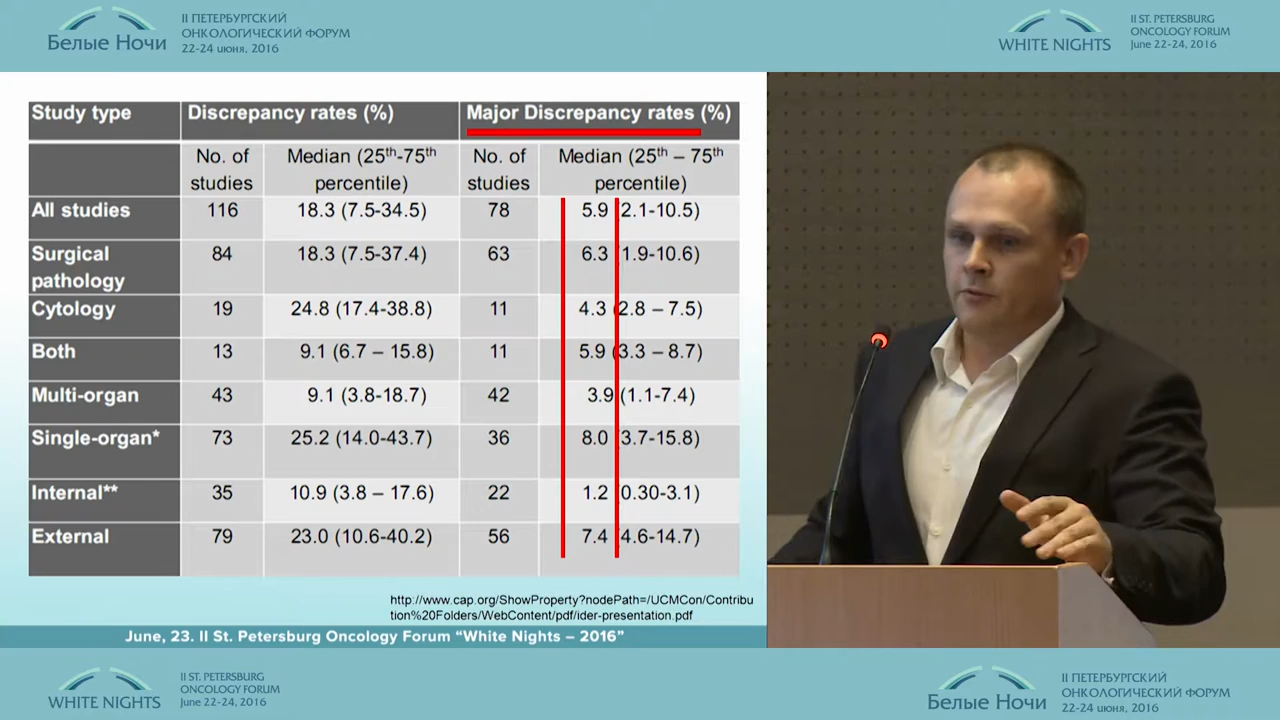 II ПЕТЕРБУРГСКИЙ
ОНКОЛОГИЧЕСКИЙ ФОРУМ
Белые Ночи
22-24 июня, 2016
II ST. PETERSBURG
ONCOLOGY FORUM
WHITE NIGHTS
June 22-24, 2016
Study type Discrepancy rates (%) Major Discrepancy rates (%)
No. of studies Median (25th-75th percentile) No. of studies Median (25th – 75th percentile)
All studies 116 18.3 (7.5-34.5) 78 5.9 (2.1-10.5)
Surgical pathology 84 18.3 (7.5-37.4) 63 6.3 (1.9-10.6)
Cytology 19 24.8 (17.4-38.8) 11 4.3 (2.8 – 7.5)
Both 13 9.1 (6.7 – 15.8) 11 5.9 (3.3 – 8.7)
Multi-organ 43 9.1 (3.8-18.7) 42 3.9 (1.1-7.4)
Single-organ* 73 25.2 (14.0-43.7) 36 8.0 (3.7-15.8)
Internal** 35 10.9 (3.8 – 17.6) 22 1.2 (0.30-3.1)
External 79 23.0 (10.6-40.2) 56 7.4 (4.6-14.7)
http://www.cap.org/ShowProperty?nodePath=/UCMCon/Contribu
tion%20Folders/WebContent/pdf/ider-presentation.pdf
June, 23. II St. Petersburg Oncology Forum “White Nights – 2016”
II ST. PETERSBURG
ONCOLOGY FORUM
WHITE NIGHTS
June 22-24, 2016
II ПЕТЕРБУРГСКИЙ
ОНКОЛОГИЧЕСКИЙ ФОРУМ
Белые Ночи
22-24 июня, 2016